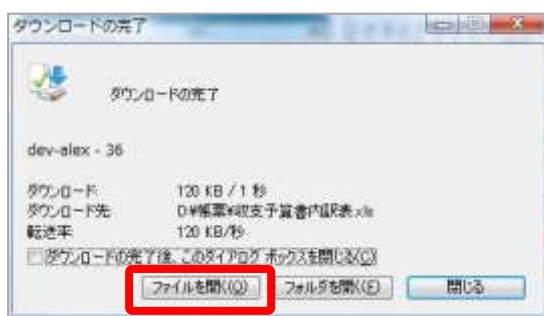 ダウンロードの完了
ダウンロードの完了
dev-alex - 36
ダウンロード 120 KB / 1 秒
ダウンロード先 D:¥帳票¥収支予算書内訳表.xls
転送率 120 KB/秒
ダウンロードの完了後、このダイアログ ボックスを閉じる(C)
ファイルを開く(O) フォルダを開く(F) 閉じる